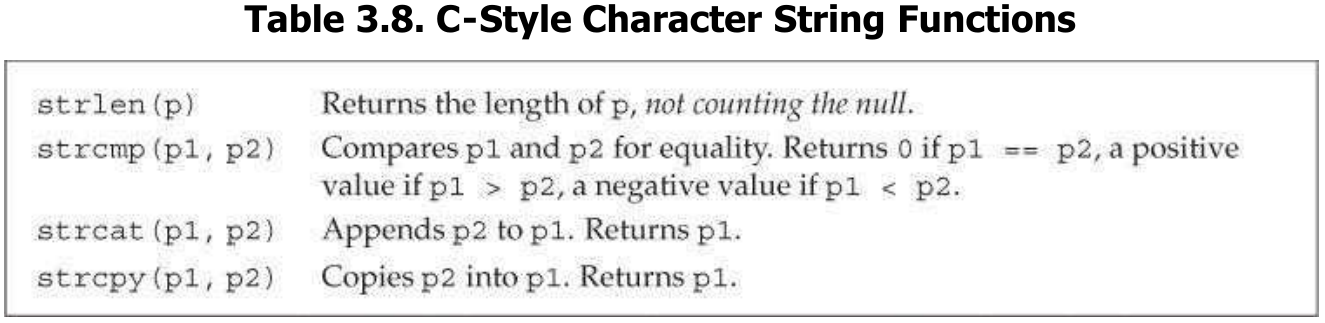 Table 3.8. C-Style Character String Functions
strlen(p) Returns the length of p, not counting the null.
strcmp(p1, p2) Compares p1 and p2 for equality. Returns 0 if p1 == p2, a positive
value if p1 > p2, a negative value if p1 < p2.
strcat(p1, p2) Appends p2 to p1. Returns p1.
strcpy(p1, p2) Copies p2 into p1. Returns p1.